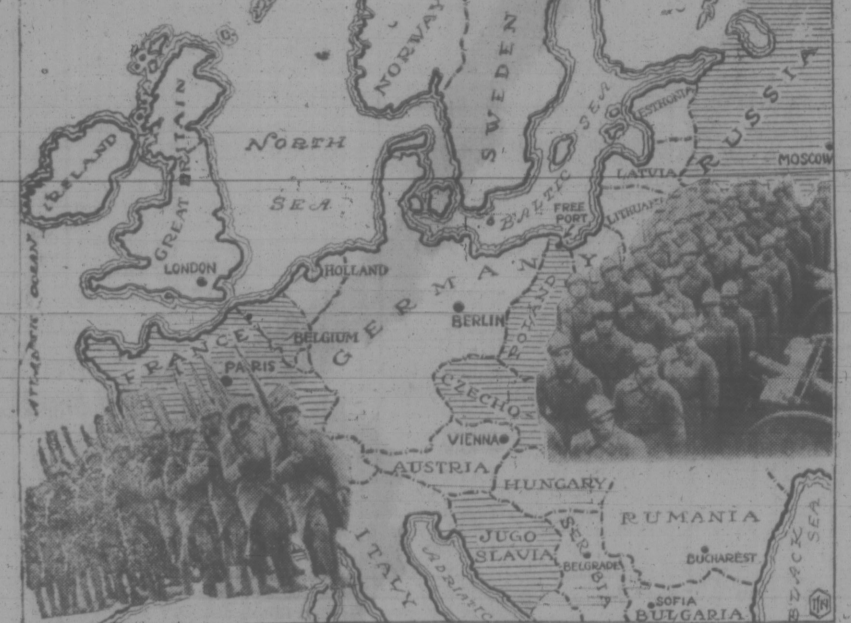 NORWAY
SWEDEN
ESTHONIA
RUSSIA
MOSCOW
IRELAND
GREAT BRITAIN
NORTH
SEA
BALTIC SEA
LATVIA
FREE
PORT
LITHUANIA
ATLANTIC OCEAN
LONDON
HOLLAND
GERMANY
BERLIN
POLAND
BELGIUM
FRANCE
PARIS
CZECHO
VIENNA
AUSTRIA
HUNGARY
ITALY
ADRIATIC
JUGO
SLAVIA
SERBIA
BELGRADE
RUMANIA
BUCHAREST
BLACK SEA
SOFIA
BULGARIA